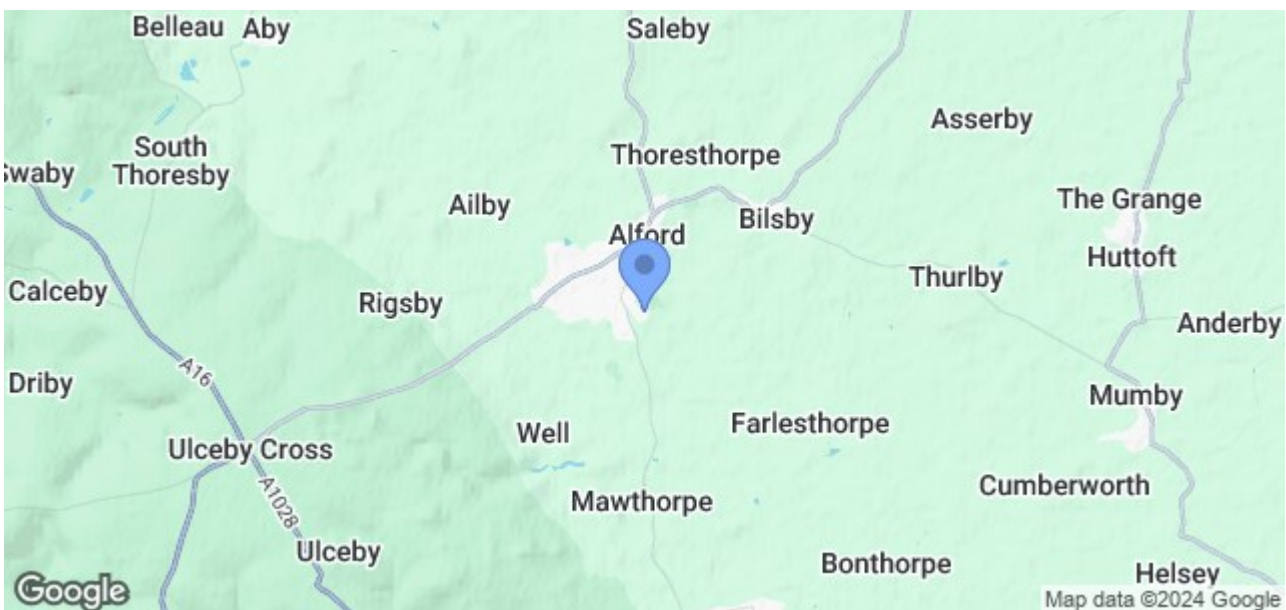 Belleau
Aby
Saleby
Asserby
South
Thoresby
Swaby
Thoresthorpe
The Grange
Ailby
Bilsby
Alford
Huttoft
Thurlby
Calceby
Rigsby
Anderby
A16
Driby
Mumby
Farlesthorpe
Well
Ulceby Cross
Cumberworth
Mawthorpe
A1028
Ulceby
Bonthorpe
Helsey
Google
Map data ©2024 Google